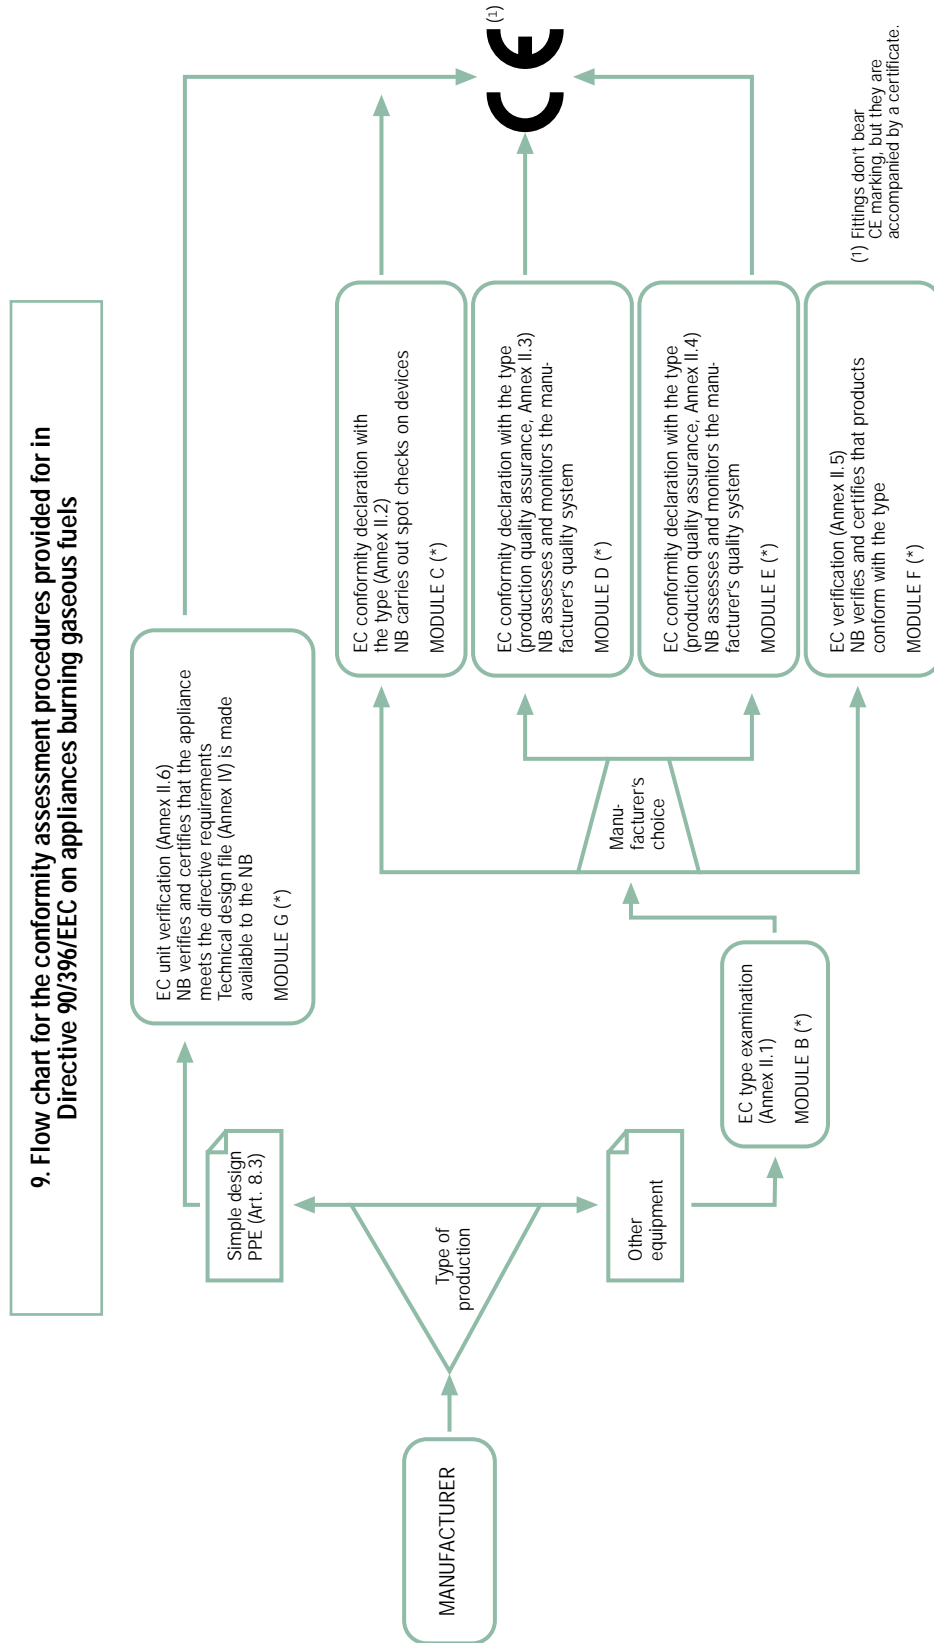 9. Flow chart for the conformity assessment procedures provided for in
Directive 90/3%/EEC on appliances burning gaseous fuels
MANUFACTURER
Type of
production
Simple design
PPE (Art. 8.3)
Other
equipment
EC unit verification (Annex II.6)
NB verifies and certifies that the appliance
meets the directive requirements
Technical design file (Annex IV) is made
available to the NB
MODULE G (*)
EC type examination
(Annex II.1)
MODULE B (*)
Manu-
facturer's
choice
EC conformity declaration with
the type (Annex II.2)
NB carries out spot checks on devices
MODULE C (*)
EC conformity declaration with the type
(production quality assurance, Annex II.3)
NB assesses and monitors the manu-
facturer's quality system
MODULE D (*)
EC conformity declaration with the type
(production quality assurance, Annex II.4)
NB assesses and monitors the manu-
facturer's quality system
MODULE E (*)
EC verification (Annex II.5)
NB verifies and certifies that products
conform with the type
MODULE F (*)
CE (1)
(1) Fittings don't bear
CE marking, but they are
accompanied by a certificate.